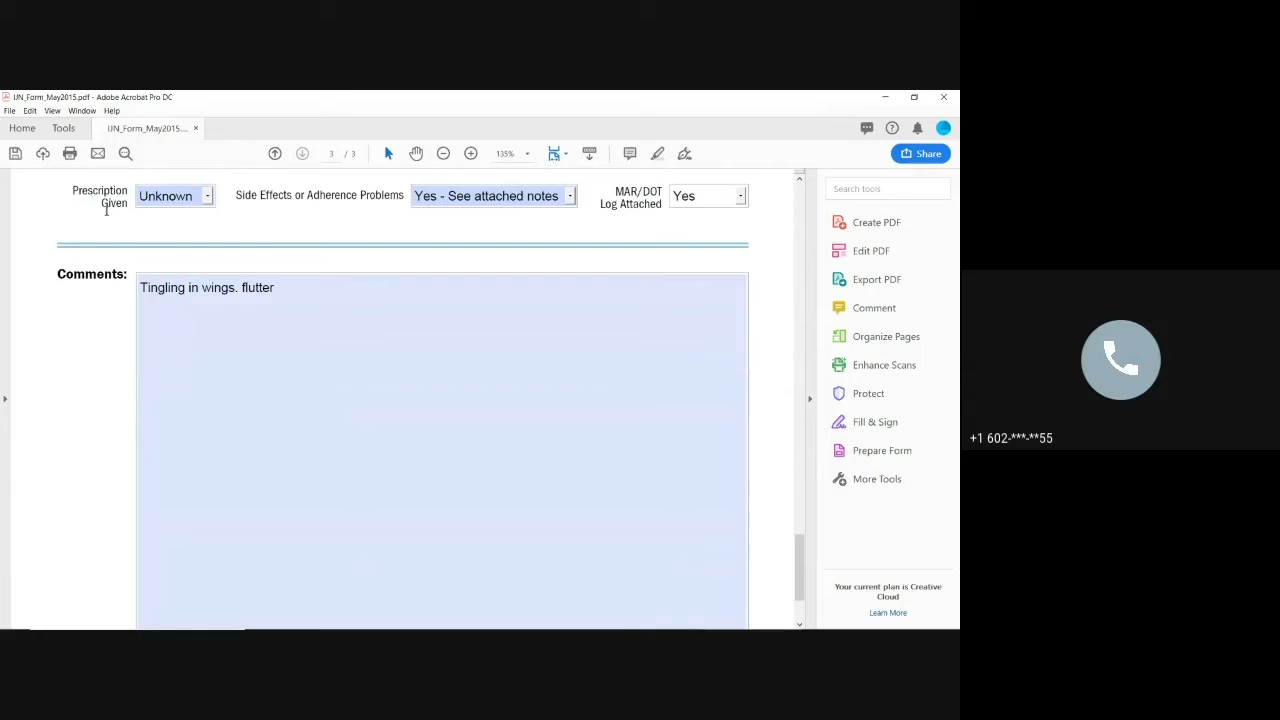 IJN_Form_May2015.pdf - Adobe Acrobat Pro DC
File Edit View Window Help
Home Tools IJN_Form_May2015....
3 / 3 135% Share
Prescription Given Unknown Side Effects or Adherence Problems Yes - See attached notes MAR/DOT Log Attached Yes
Comments:
Tingling in wings. flutter
Search tools
Create PDF
Edit PDF
Export PDF
Comment
Organize Pages
Enhance Scans
Protect
Fill & Sign
Prepare Form
More Tools
Your current plan is Creative
Cloud
Learn More
+1 602-***-**55